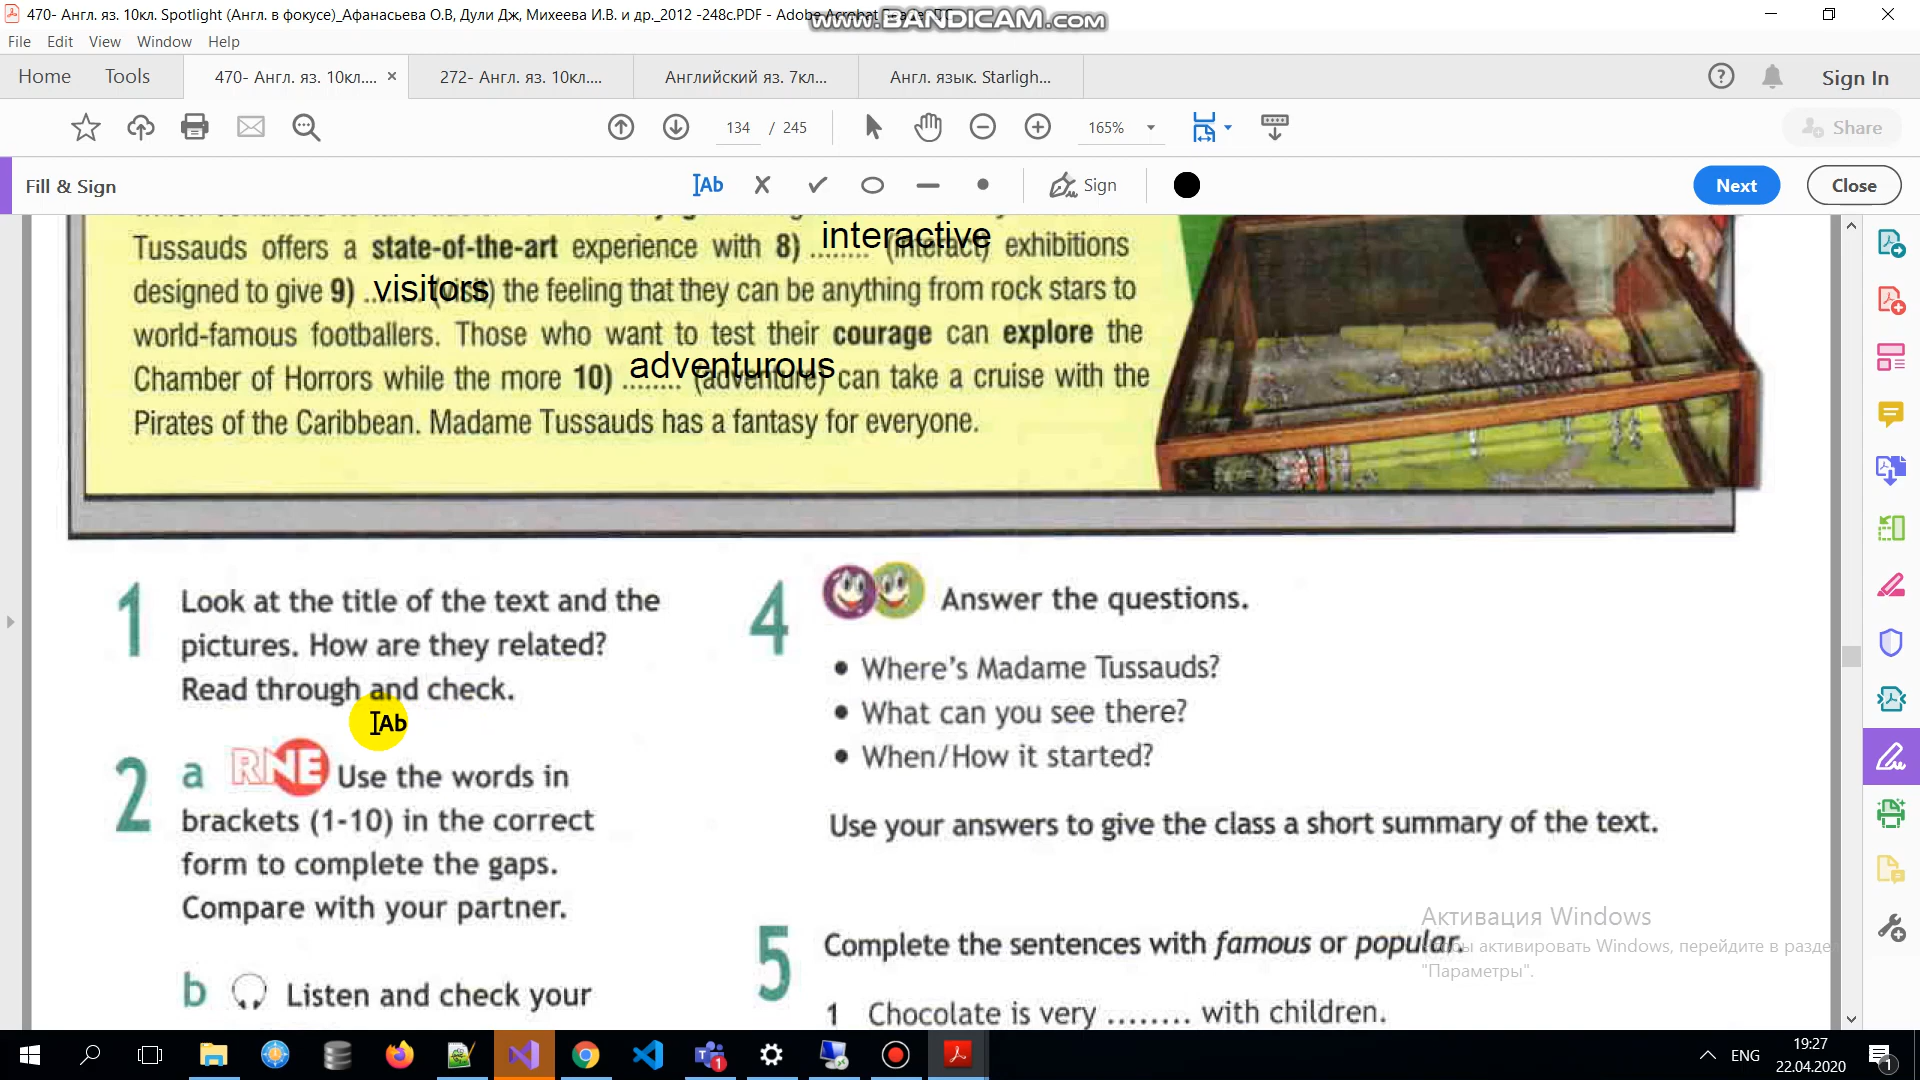 470- Англ. яз. 10кл. Spotlight (Англ. в фокусе)_Афанасьева О.В, Дули Дж, Михеева И.В. и др._2012 -248с.PDF - Adobe Acrobat Reader DC
www.BANDICAM.com
File Edit View Window Help
Home Tools 470- Англ. яз. 10кл.... × 272- Англ. яз. 10кл.... Английский яз. 7кл... Англ. язык. Starligh... Sign In
134 / 245 165% Share
Fill & Sign Ab Sign Next Close
interactive
Tussauds offers a state-of-the-art experience with 8) ........ (interact) exhibitions
visitors
designed to give 9) ........ (visit) the feeling that they can be anything from rock stars to
world-famous footballers. Those who want to test their courage can explore the
adventurous
Chamber of Horrors while the more 10) ........ (adventure) can take a cruise with the
Pirates of the Caribbean. Madame Tussauds has a fantasy for everyone.
1 Look at the title of the text and the
pictures. How are they related?
Read through and check.
Ab
2 a RNE Use the words in
brackets (1-10) in the correct
form to complete the gaps.
Compare with your partner.
b Listen and check your
4 Answer the questions.
• Where's Madame Tussauds?
• What can you see there?
• When/How it started?
Use your answers to give the class a short summary of the text.
5 Complete the sentences with famous or popular.
1 Chocolate is very ........ with children.
Активация Windows
активировать Windows, перейдите в раздел
"Параметры".
1
ENG
19:27
22.04.2020
1